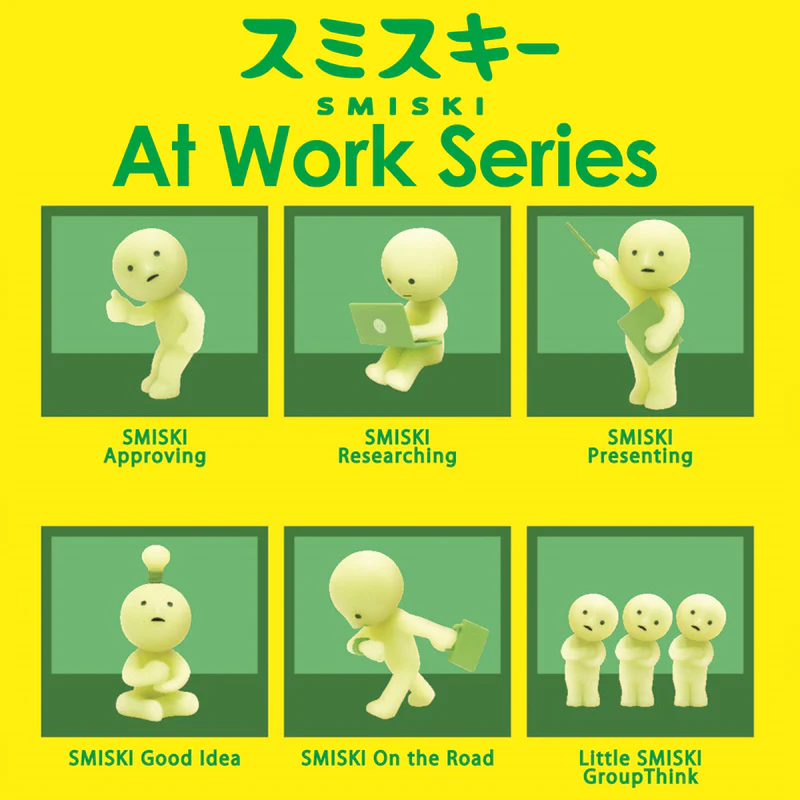 スミスキー
SMISKI
At Work Series
SMISKI
Approving
SMISKI
Researching
SMISKI
Presenting
SMISKI Good Idea
SMISKI On the Road
Little SMISKI
GroupThink